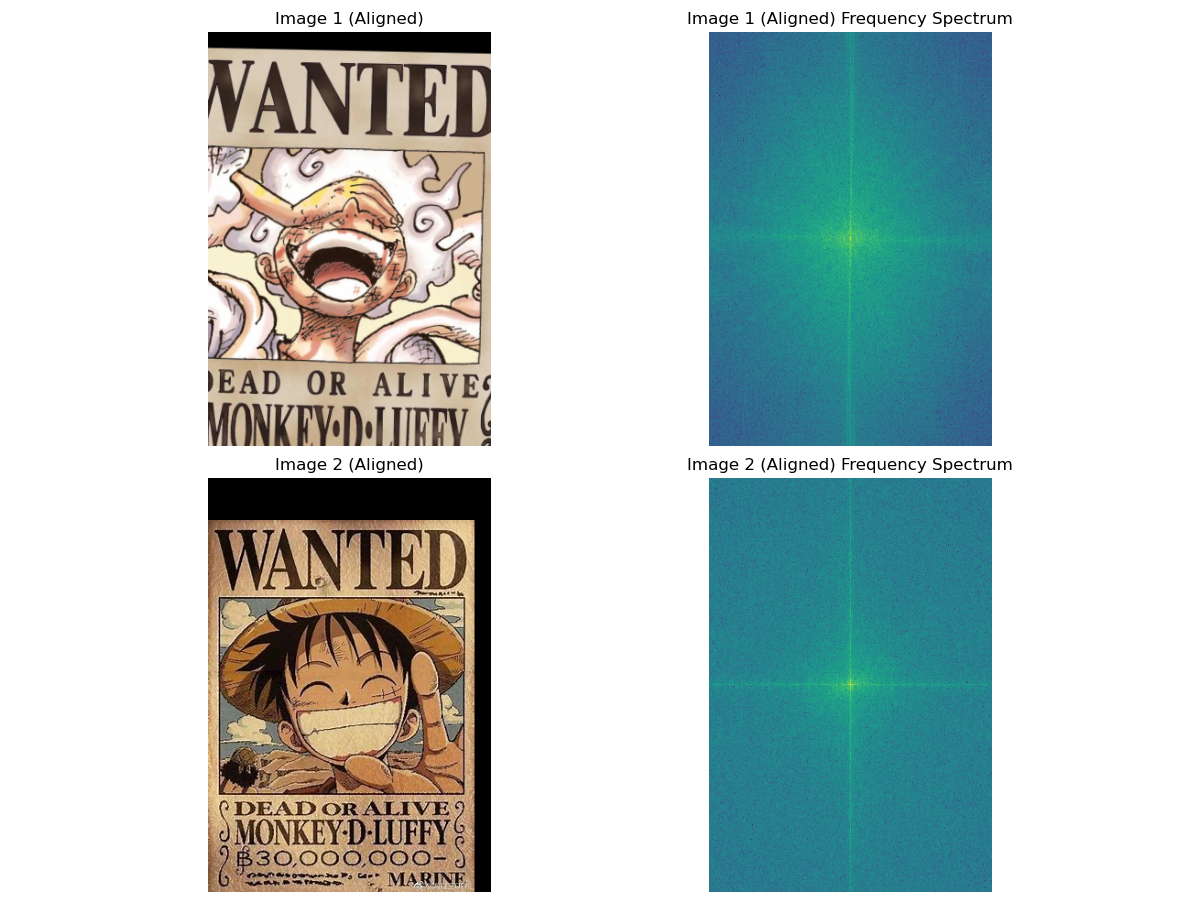 Image 1 (Aligned)
Image 1 (Aligned) Frequency Spectrum
WANTED
DEAD OR ALIVE
MONKEY·D·LUFFY
Image 2 (Aligned)
Image 2 (Aligned) Frequency Spectrum
WANTED
DEAD OR ALIVE
MONKEY·D·LUFFY
฿30,000,000-
MARINE